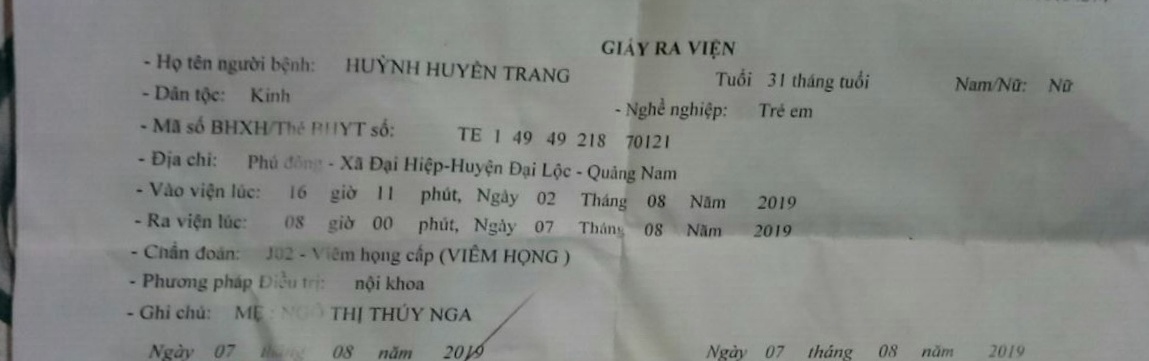 GIẤY RA VIỆN
- Họ tên người bệnh: HUỲNH HUYỀN TRANG Tuổi 31 tháng tuổi Nam/Nữ: Nữ
- Dân tộc: Kinh - Nghề nghiệp: Trẻ em
- Mã số BHXH/Thẻ BHYT số: TE 1 49 49 218 70121
- Địa chỉ: Phú đông - Xã Đại Hiệp-Huyện Đại Lộc - Quảng Nam
- Vào viện lúc: 16 giờ 11 phút, Ngày 02 Tháng 08 Năm 2019
- Ra viện lúc: 08 giờ 00 phút, Ngày 07 Tháng 08 Năm 2019
- Chẩn đoán: J02 - Viêm họng cấp (VIÊM HỌNG )
- Phương pháp Điều trị: nội khoa
- Ghi chú: MẸ : NGÔ THỊ THÚY NGA
Ngày 07 tháng 08 năm 2019 Ngày 07 tháng 08 năm 2019